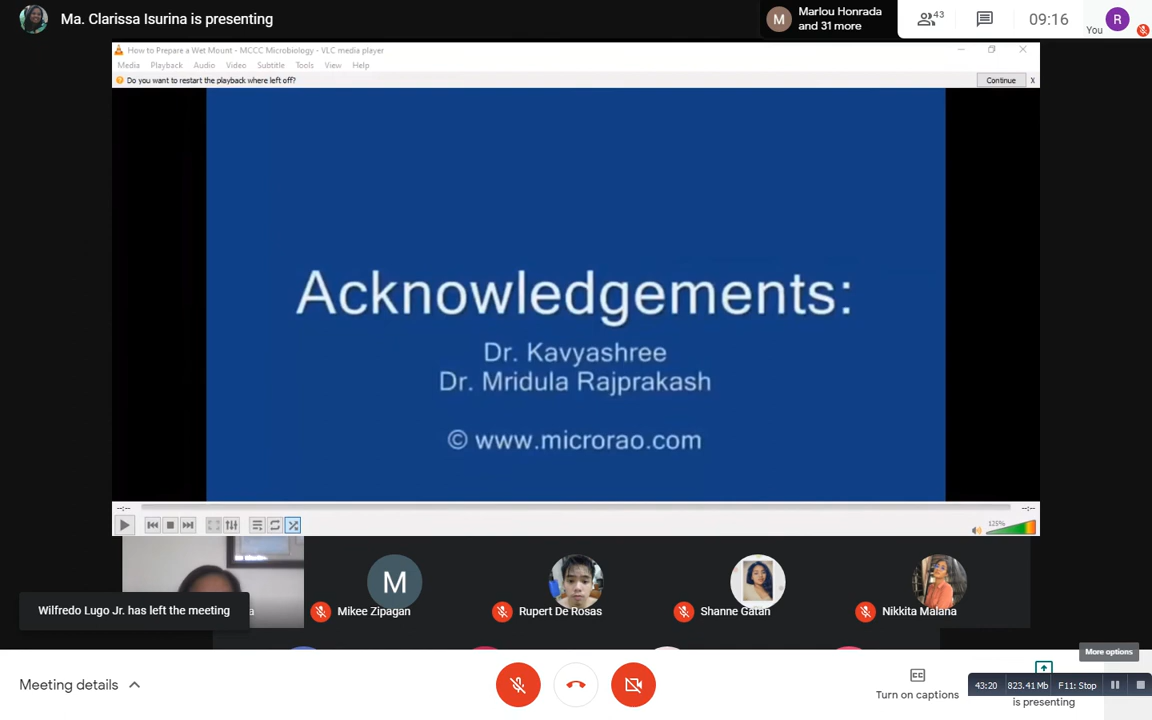 Ma. Clarissa Isurina is presenting
M
Marlou Honrada
and 31 more
43
09:16
You
R
How to Prepare a Wet Mount - MCCC Microbiology - VLC media player
Media Playback Audio Video Subtitle Tools View Help
Do you want to restart the playback where left off?
Continue
X
Acknowledgements:
Dr. Kavyashree
Dr. Mridula Rajprakash
© www.microrao.com
--:--
--:--
125%
M
Mikee Zipagan
Rupert De Rosas
Shanne Gatan
Nikkita Malana
Wilfredo Lugo Jr. has left the meeting
More options
Meeting details
CC
Turn on captions
43:20 823.41 Mb F11: Stop
is presenting